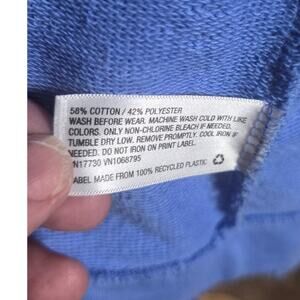 58% COTTON / 42% POLYESTER
WASH BEFORE WEAR. MACHINE WASH COLD WITH LIKE
COLORS. ONLY NON-CHLORINE BLEACH IF NEEDED.
TUMBLE DRY LOW. REMOVE PROMPTLY. COOL IRON IF
NEEDED. DO NOT IRON ON PRINT LABEL.
N17730 VN1068795
ABEL MADE FROM 100% RECYCLED PLASTIC